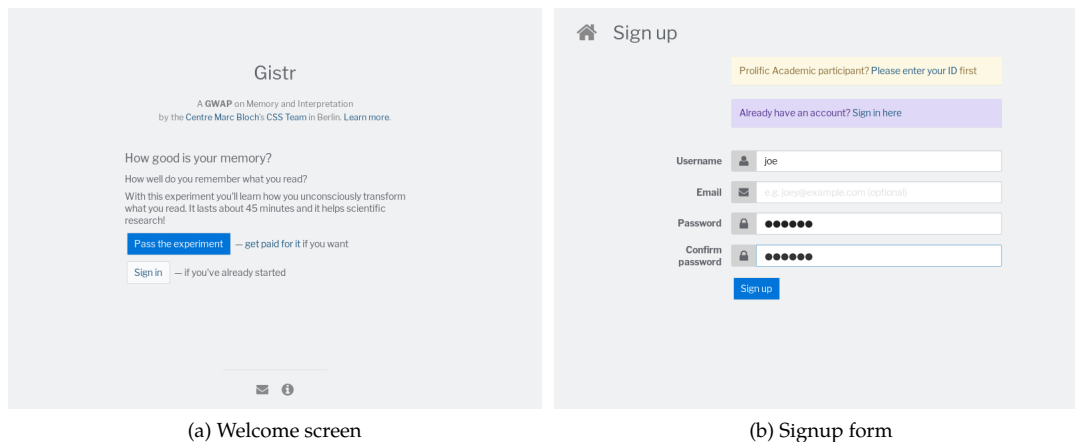 Gistr
A GWAP on Memory and Interpretation
by the Centre Marc Bloch's CSS Team in Berlin. Learn more.
How good is your memory?
How well do you remember what you read?
With this experiment you'll learn how you unconsciously transform
what you read. It lasts about 45 minutes and it helps scientific
research!
Pass the experiment — get paid for it if you want
Sign in — if you've already started
(a) Welcome screen
Sign up
Prolific Academic participant? Please enter your ID first
Already have an account? Sign in here
Username joe
Email e.g. joey@example.com (optional)
Password ●●●●●●
Confirm
password ●●●●●●
Sign up
(b) Signup form